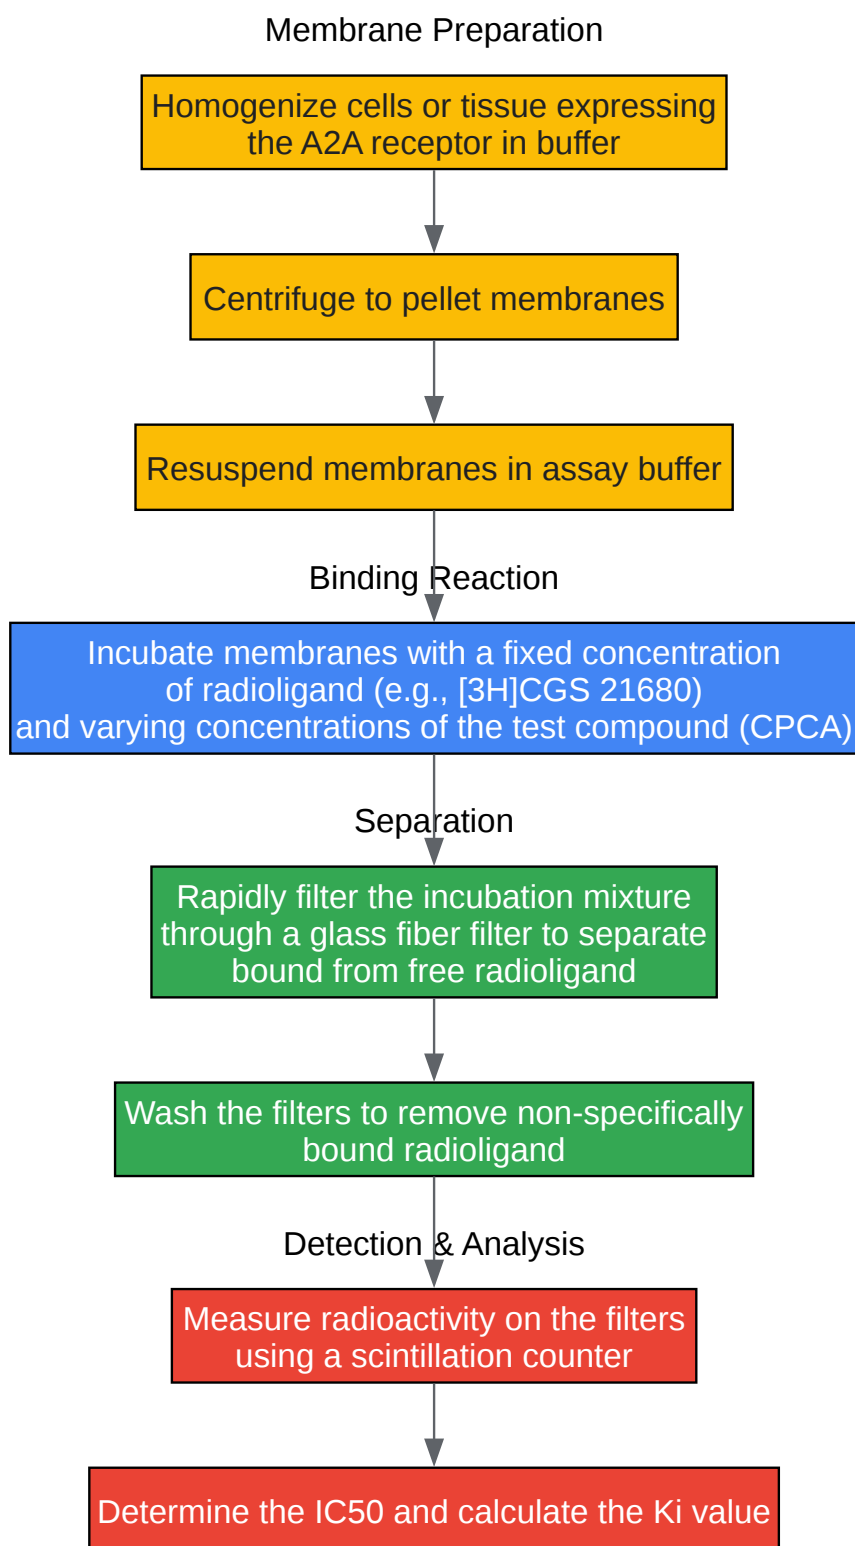 Membrane Preparation
Homogenize cells or tissue expressing
the A2A receptor in buffer
Centrifuge to pellet membranes
Resuspend membranes in assay buffer
Binding Reaction
Incubate membranes with a fixed concentration
of radioligand (e.g., [3H]CGS 21680)
and varying concentrations of the test compound (CPCA)
Separation
Rapidly filter the incubation mixture
through a glass fiber filter to separate
bound from free radioligand
Wash the filters to remove non-specifically
bound radioligand
Detection & Analysis
Measure radioactivity on the filters
using a scintillation counter
Determine the IC50 and calculate the Ki value